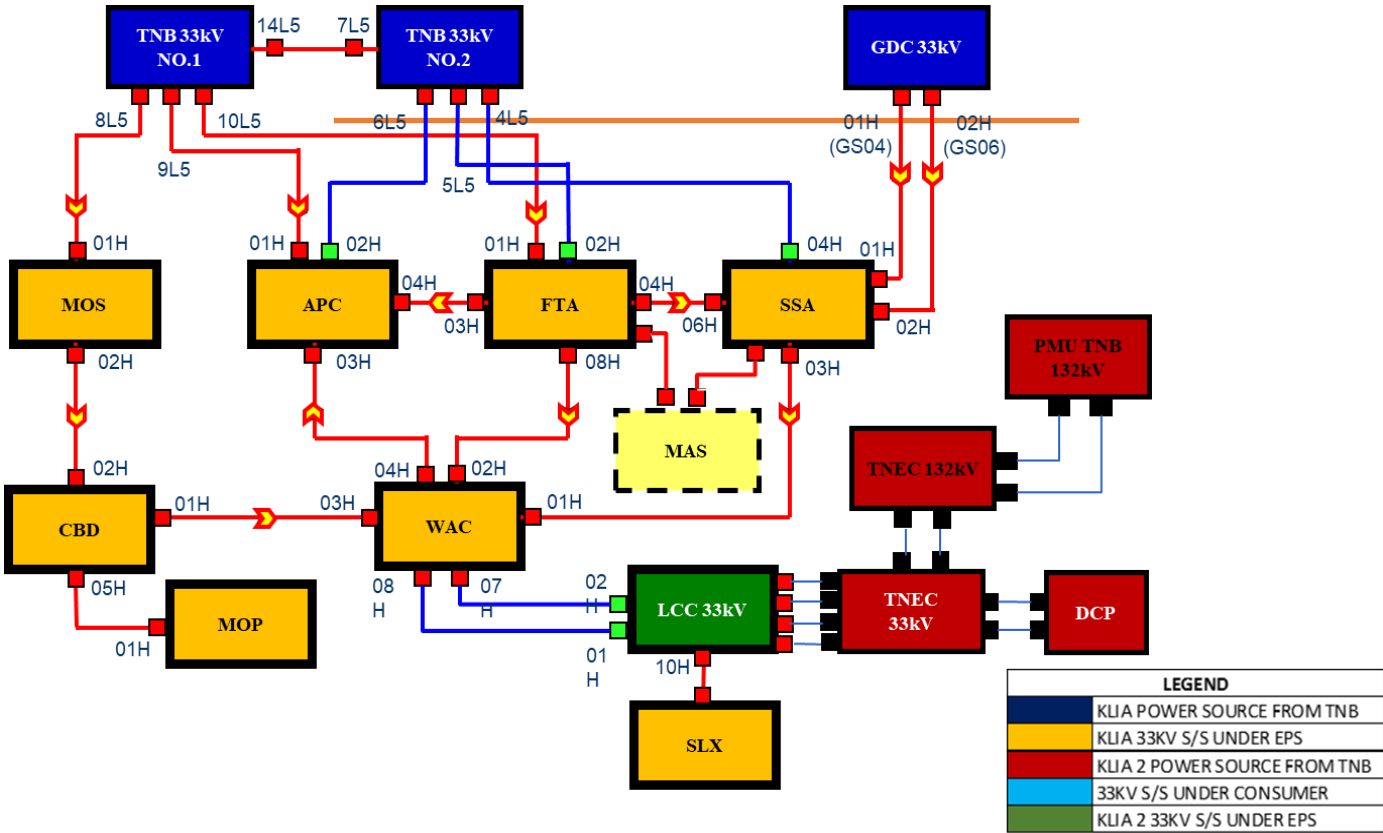 14L5
7L5
TNB 33kV
NO.1
TNB 33kV
NO.2
GDC 33kV
8L5
10L5
6L5
4L5
01H
(GS04)
02H
(GS06)
9L5
5L5
01H
01H
02H
01H
02H
04H
01H
MOS
APC
04H
03H
FTA
04H
06H
SSA
02H
02H
03H
08H
03H
PMU TNB
132kV
MAS
02H
04H
02H
TNEC 132kV
CBD
01H
03H
WAC
01H
05H
08
H
07
H
02
H
LCC 33kV
TNEC
33kV
DCP
MOP
01H
01
H
10H
SLX
LEGEND
KLIA POWER SOURCE FROM TNB
KLIA 33KV S/S UNDER EPS
KLIA 2 POWER SOURCE FROM TNB
33KV S/S UNDER CONSUMER
KLIA 2 33KV S/S UNDER EPS